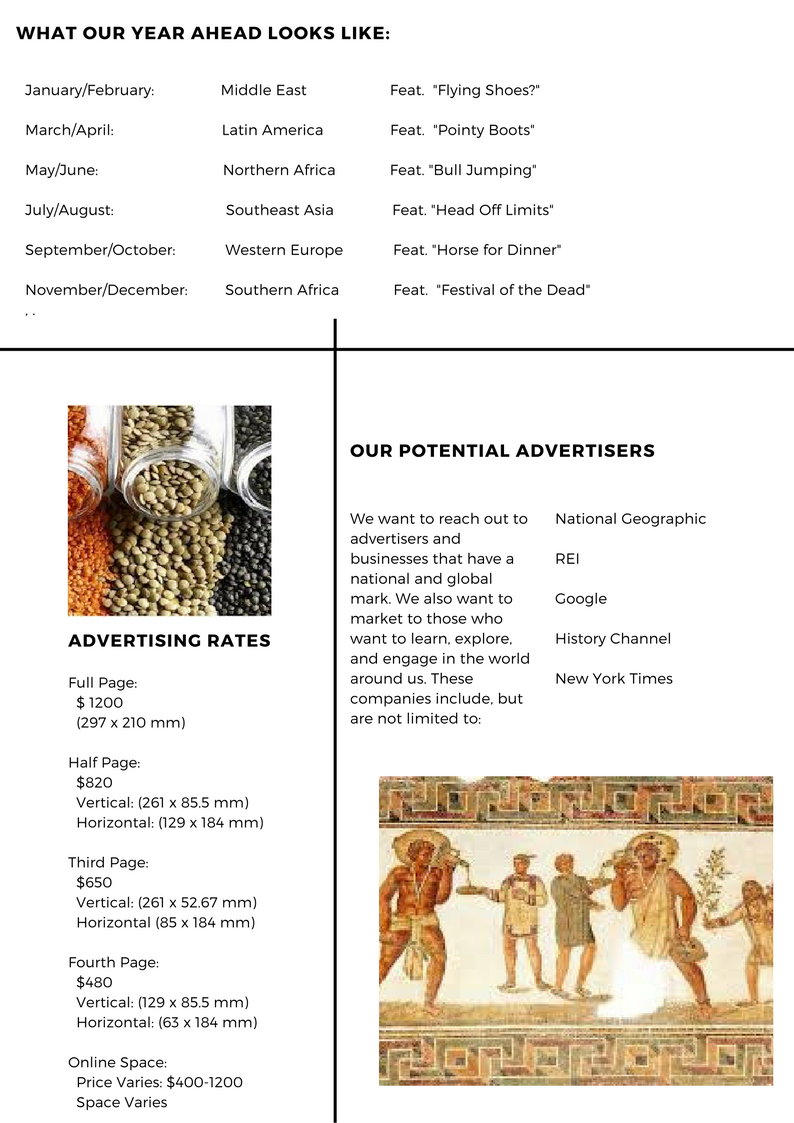 WHAT OUR YEAR AHEAD LOOKS LIKE:
January/February: Middle East Feat. "Flying Shoes?"
March/April: Latin America Feat. "Pointy Boots"
May/June: Northern Africa Feat. "Bull Jumping"
July/August: Southeast Asia Feat. "Head Off Limits"
September/October: Western Europe Feat. "Horse for Dinner"
November/December: Southern Africa Feat. "Festival of the Dead"
ADVERTISING RATES
Full Page:
$ 1200
(297 x 210 mm)
Half Page:
$820
Vertical: (261 x 85.5 mm)
Horizontal: (129 x 184 mm)
Third Page:
$650
Vertical: (261 x 52.67 mm)
Horizontal (85 x 184 mm)
Fourth Page:
$480
Vertical: (129 x 85.5 mm)
Horizontal: (63 x 184 mm)
Online Space:
Price Varies: $400-1200
Space Varies
OUR POTENTIAL ADVERTISERS
We want to reach out to
advertisers and
businesses that have a
national and global
mark. We also want to
market to those who
want to learn, explore,
and engage in the world
around us. These
companies include, but
are not limited to:
National Geographic
REI
Google
History Channel
New York Times